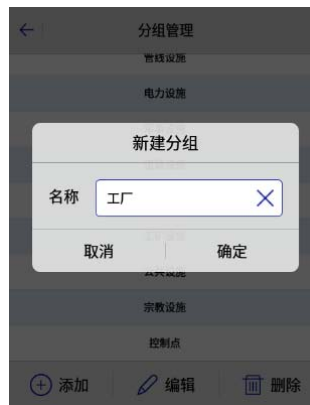 分组管理
管线设施
电力设施
新建分组
名称 工厂
取消 确定
公共设施
宗教设施
控制点
添加 编辑 删除